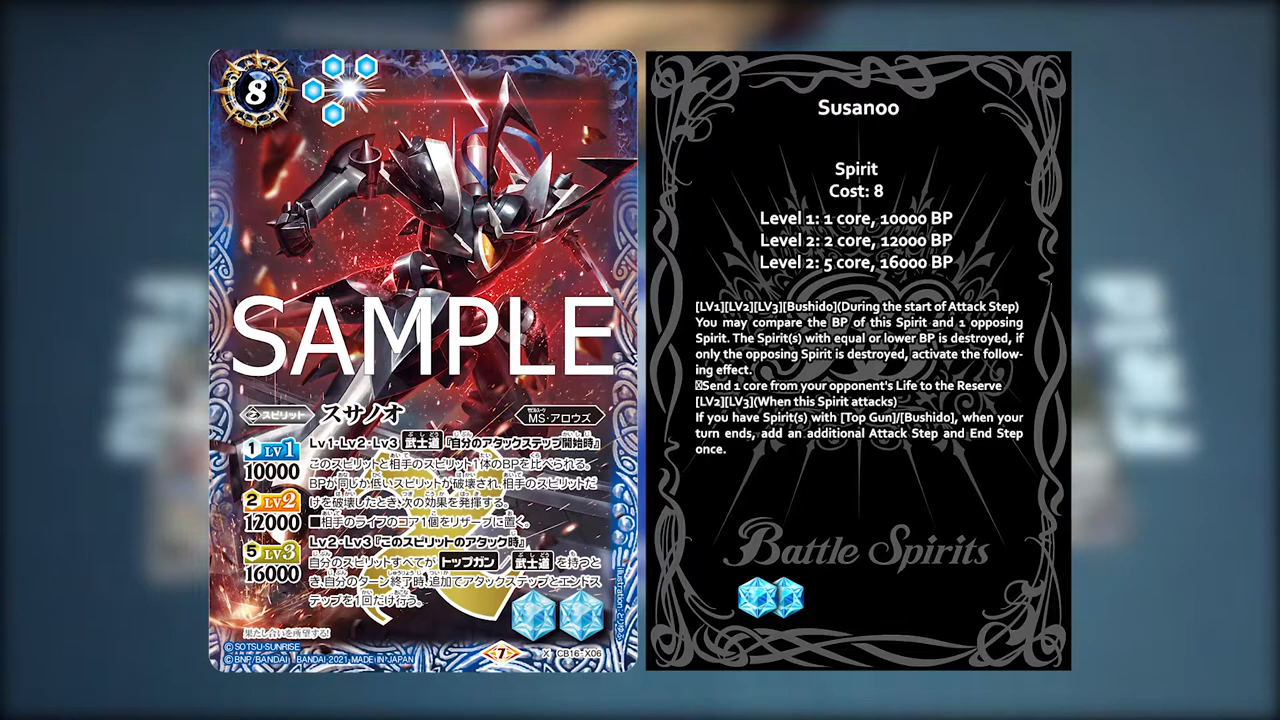 8
SAMPLE
スピリット
スサノオ
MS・アロウズ
1 LV1
10000
2 LV2
12000
5 LV3
16000
Lv1・Lv2・Lv3 武士道『自分のアタックステップ開始時』
このスピリットと相手のスピリット1体のBPを比べられる。
BPが同じか低いスピリットが破壊され、相手のスピリットだ
けを破壊したとき、次の効果を発揮する。
■相手のライフのコア1個をリザーブに置く。
Lv2・Lv3『このスピリットのアタック時』
自分のスピリットすべてが トップガン / 武士道 を持つと
き、自分のターン終了時、追加でアタックステップとエンドス
テップを1回だけ行う。
果たし合いを所望する!
©SOTSU・SUNRISE
©BNP/BANDAI BANDAI 2021 MADE IN JAPAN
7
X CB16-X06
Susanoo
Spirit
Cost: 8
Level 1: 1 core, 10000 BP
Level 2: 2 core, 12000 BP
Level 2: 5 core, 16000 BP
[LV1][LV2][LV3][Bushido](During the start of Attack Step)
You may compare the BP of this Spirit and 1 opposing
Spirit. The Spirit(s) with equal or lower BP is destroyed, if
only the opposing Spirit is destroyed, activate the follow-
ing effect.
Send 1 core from your opponent's Life to the Reserve
[LV2][LV3](When this Spirit attacks)
If you have Spirit(s) with [Top Gun]/[Bushido], when your
turn ends, add an additional Attack Step and End Step
once.
Battle Spirits